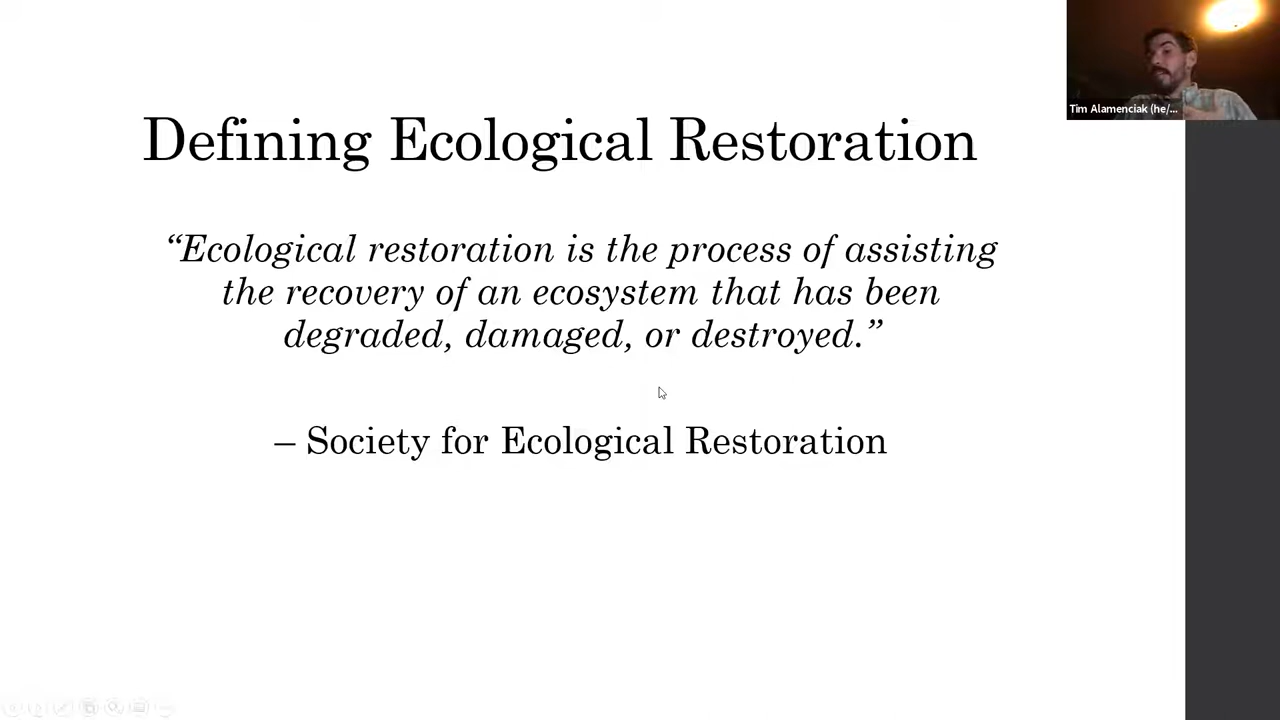 Tim Alamenciak (he/...
Defining Ecological Restoration
“Ecological restoration is the process of assisting
the recovery of an ecosystem that has been
degraded, damaged, or destroyed.”
– Society for Ecological Restoration